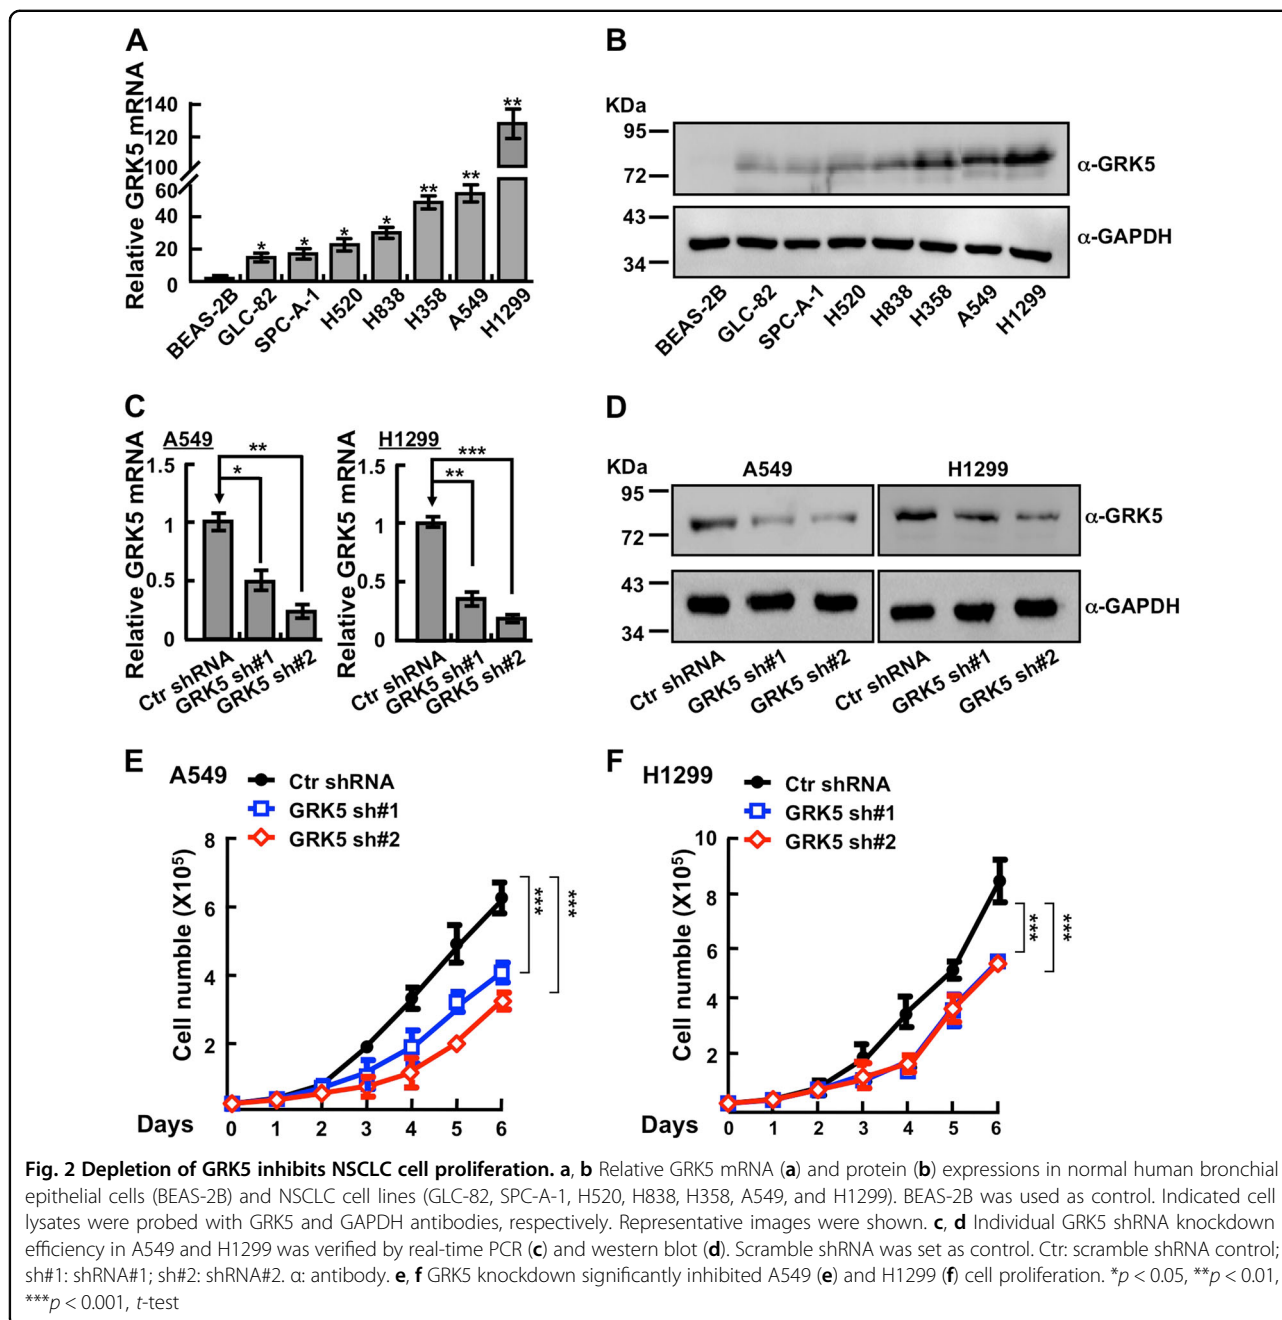 A
Relative GRK5 mRNA
140
120
100
60
40
20
0
*
*
*
*
**
**
**
BEAS-2B
GLC-82
SPC-A-1
H520
H838
H358
A549
H1299
B
KDa
95
72
43
34
α-GRK5
α-GAPDH
BEAS-2B
GLC-82
SPC-A-1
H520
H838
H358
A549
H1299
C
A549
Relative GRK5 mRNA
1.5
1
0.5
0
**
*
Ctr shRNA
GRK5 sh#1
GRK5 sh#2
H1299
Relative GRK5 mRNA
1.5
1
0.5
0
***
**
Ctr shRNA
GRK5 sh#1
GRK5 sh#2
D
KDa
A549
H1299
95
72
43
34
α-GRK5
α-GAPDH
Ctr shRNA
GRK5 sh#1
GRK5 sh#2
Ctr shRNA
GRK5 sh#1
GRK5 sh#2
E
A549
Ctr shRNA
GRK5 sh#1
GRK5 sh#2
Cell numble (X10⁵)
8
6
4
2
***
***
Days
0 1 2 3 4 5 6
F
H1299
Ctr shRNA
GRK5 sh#1
GRK5 sh#2
Cell numble (X10⁵)
10
8
6
4
2
***
***
Days
0 1 2 3 4 5 6
Fig. 2 Depletion of GRK5 inhibits NSCLC cell proliferation. a, b Relative GRK5 mRNA (a) and protein (b) expressions in normal human bronchial
epithelial cells (BEAS-2B) and NSCLC cell lines (GLC-82, SPC-A-1, H520, H838, H358, A549, and H1299). BEAS-2B was used as control. Indicated cell
lysates were probed with GRK5 and GAPDH antibodies, respectively. Representative images were shown. c, d Individual GRK5 shRNA knockdown
efficiency in A549 and H1299 was verified by real-time PCR (c) and western blot (d). Scramble shRNA was set as control. Ctr: scramble shRNA control;
sh#1: shRNA#1; sh#2: shRNA#2. α: antibody. e, f GRK5 knockdown significantly inhibited A549 (e) and H1299 (f) cell proliferation. *p < 0.05, **p < 0.01,
***p < 0.001, t-test